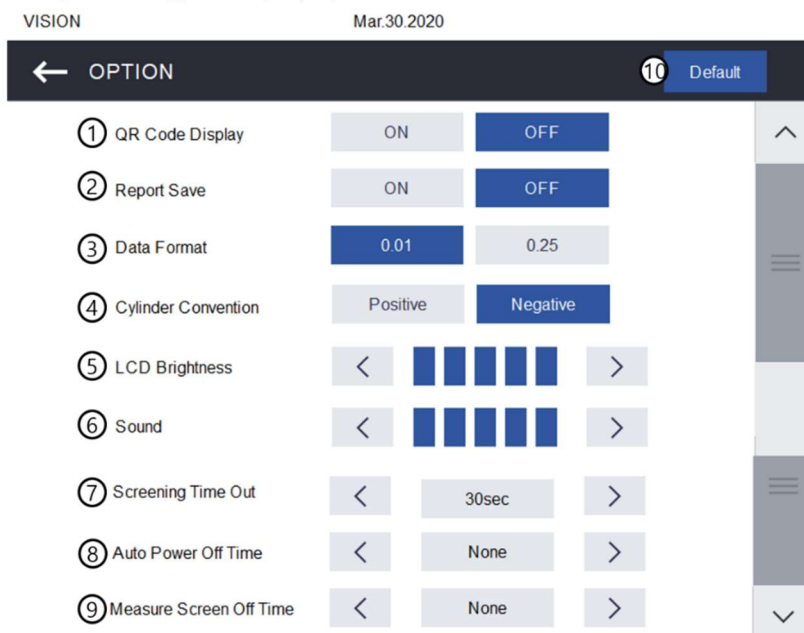 VISION Mar.30.2020
← OPTION ⑩ Default
① QR Code Display ON OFF
② Report Save ON OFF
③ Data Format 0.01 0.25
④ Cylinder Convention Positive Negative
⑤ LCD Brightness < >
⑥ Sound < >
⑦ Screening Time Out < 30sec >
⑧ Auto Power Off Time < None >
⑨ Measure Screen Off Time < None >